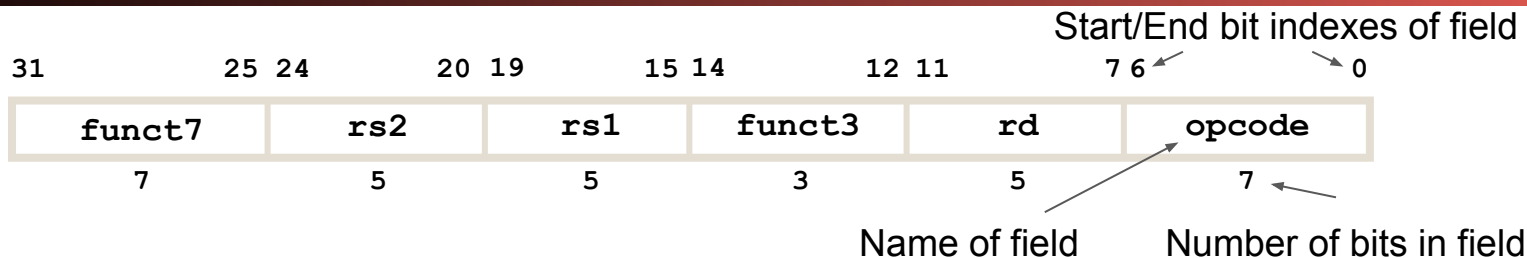 Start/End bit indexes of field
31 25 24 20 19 15 14 12 11 7 6 0
funct7 rs2 rs1 funct3 rd opcode
7 5 5 3 5 7
Name of field Number of bits in field